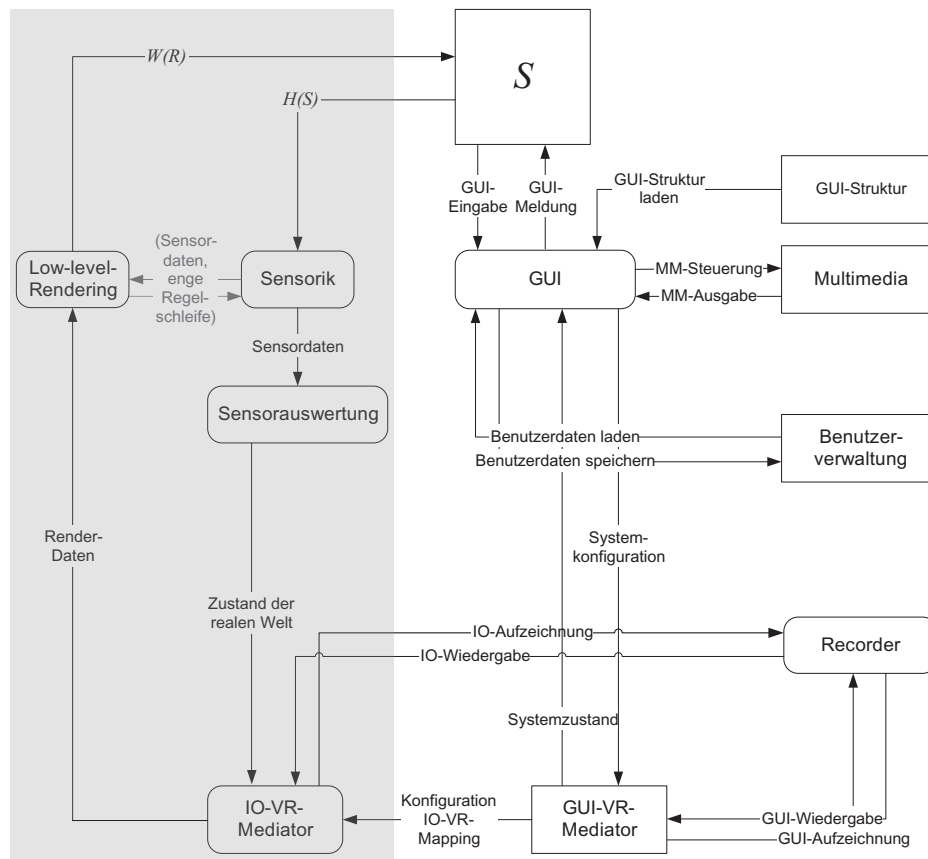 W(R)
S
H(S)
GUI-
Eingabe
GUI-
Meldung
GUI-Struktur
laden
GUI-Struktur
(Sensor-
daten,
enge
Regel-
schleife)
Low-level-
Rendering
Sensorik
GUI
MM-Steuerung
MM-Ausgabe
Multimedia
Sensordaten
Sensorauswertung
Benutzerdaten laden
Benutzerdaten speichern
Benutzer-
verwaltung
Render-
Daten
System-
konfiguration
Zustand der
realen Welt
IO-Aufzeichnung
IO-Wiedergabe
Recorder
Systemzustand
IO-VR-
Mediator
Konfiguration
IO-VR-
Mapping
GUI-VR-
Mediator
GUI-Wiedergabe
GUI-Aufzeichnung